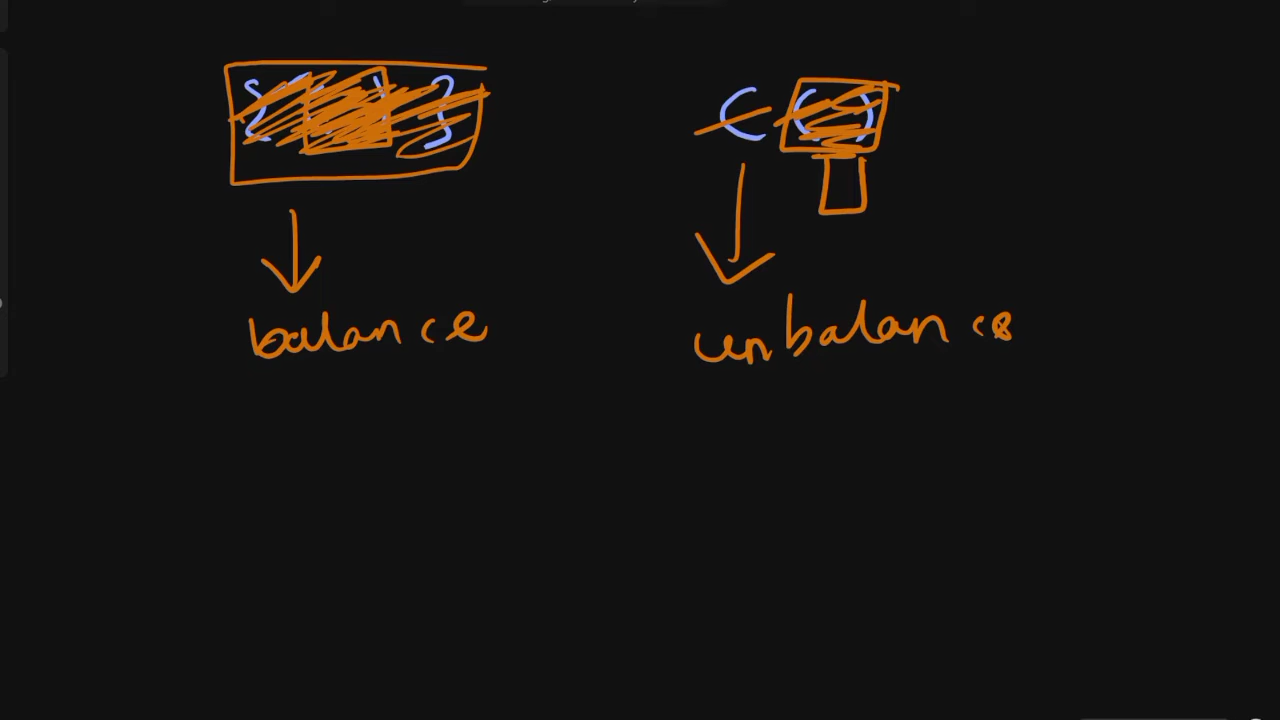 { ( ) } ( ( )
balance unbalance